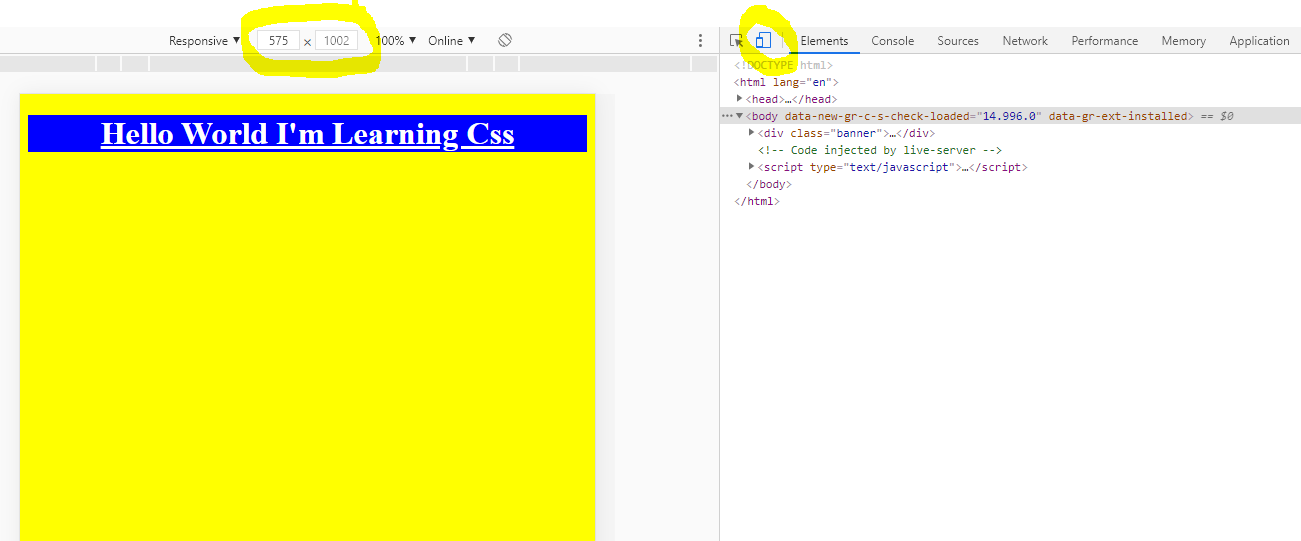 Responsive ▼ 575 × 1002 100% ▼ Online ▼
Elements Console Sources Network Performance Memory Application
Hello World I'm Learning Css
<!DOCTYPE html>
<html lang="en">
▶<head>…</head>
…▼<body data-new-gr-c-s-check-loaded="14.996.0" data-gr-ext-installed> == $0
▶<div class="banner">…</div>
<!-- Code injected by live-server -->
▶<script type="text/javascript">…</script>
</body>
</html>